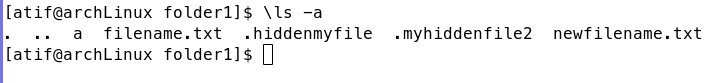 [atif@archLinux folder1]$ \ls -a
.  ..  a  filename.txt  .hiddenmyfile  .myhiddenfile2  newfilename.txt
[atif@archLinux folder1]$